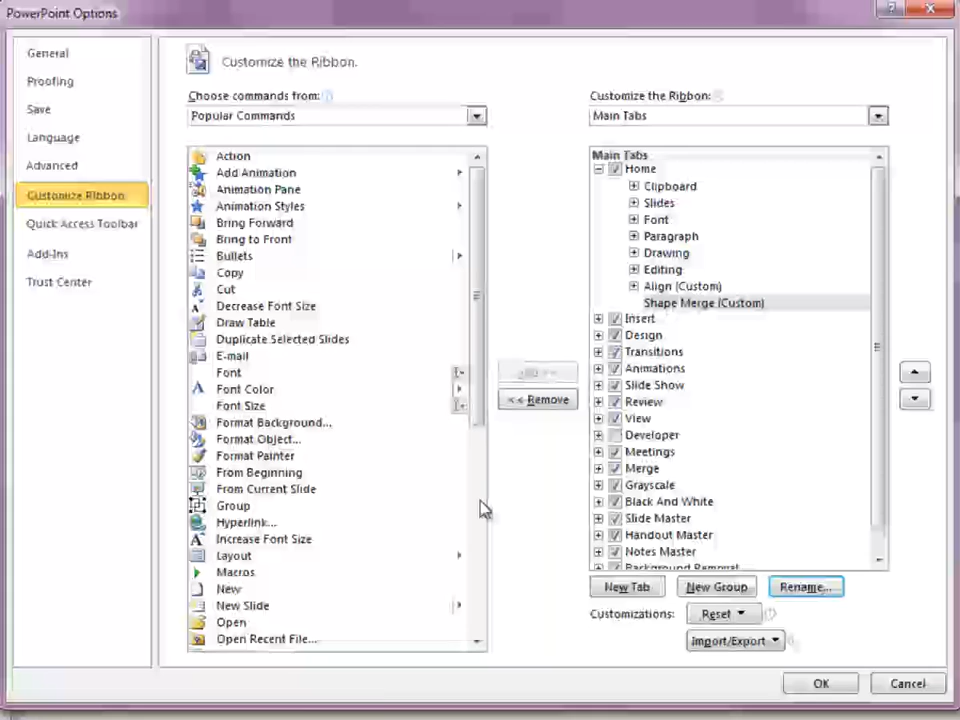 PowerPoint Options
General
Proofing
Save
Language
Advanced
Customize Ribbon
Quick Access Toolbar
Add-Ins
Trust Center
Customize the Ribbon.
Choose commands from:
Popular Commands
Action
Add Animation
Animation Pane
Animation Styles
Bring Forward
Bring to Front
Bullets
Copy
Cut
Decrease Font Size
Draw Table
Duplicate Selected Slides
E-mail
Font
Font Color
Font Size
Format Background...
Format Object...
Format Painter
From Beginning
From Current Slide
Group
Hyperlink...
Increase Font Size
Layout
Macros
New
New Slide
Open
Open Recent File...
<< Remove
Customize the Ribbon:
Main Tabs
Main Tabs
Home
Clipboard
Slides
Font
Paragraph
Drawing
Editing
Align (Custom)
Shape Merge (Custom)
Insert
Design
Transitions
Animations
Slide Show
Review
View
Developer
Meetings
Merge
Grayscale
Black And White
Slide Master
Handout Master
Notes Master
Background Removal
New Tab
New Group
Rename...
Customizations:
Reset
Import/Export
OK
Cancel